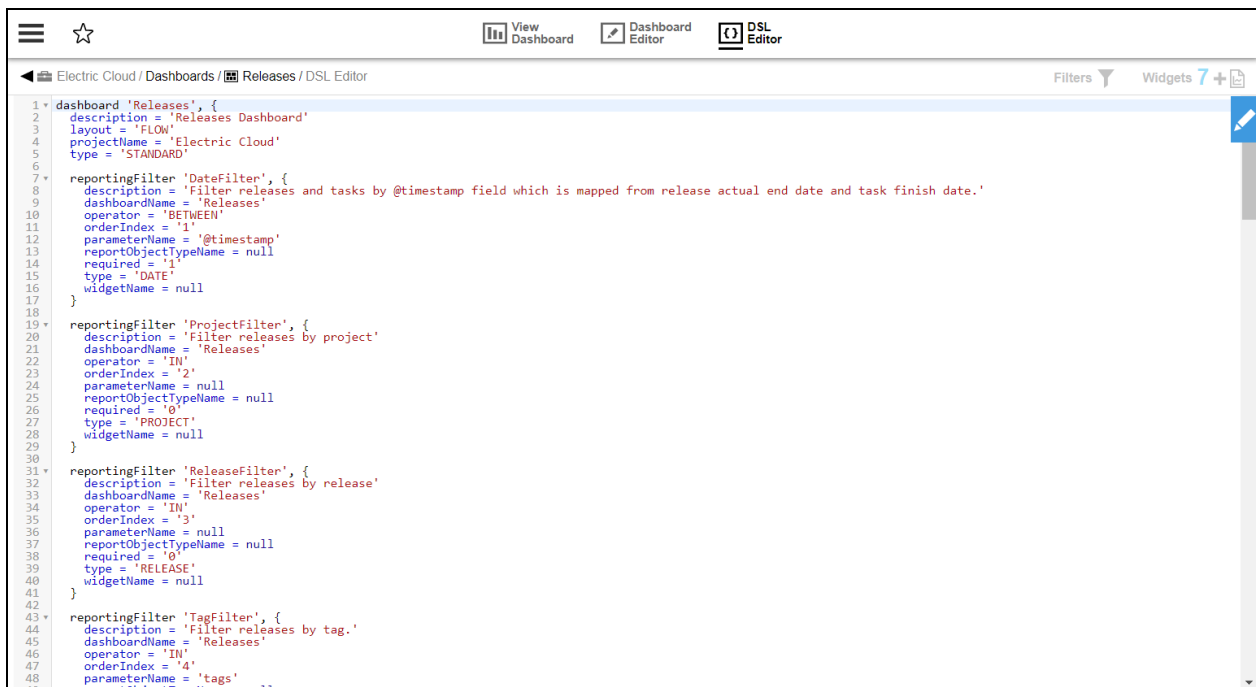 View Dashboard
Dashboard Editor
DSL Editor
Electric Cloud / Dashboards / Releases / DSL Editor
Filters
Widgets 7 +
1 dashboard 'Releases', {
2 description = 'Releases Dashboard'
3 layout = 'FLOW'
4 projectName = 'Electric Cloud'
5 type = 'STANDARD'
6
7 reportingFilter 'DateFilter', {
8 description = 'Filter releases and tasks by @timestamp field which is mapped from release actual end date and task finish date.'
9 dashboardName = 'Releases'
10 operator = 'BETWEEN'
11 orderIndex = '1'
12 parameterName = '@timestamp'
13 reportObjectTypeName = null
14 required = '1'
15 type = 'DATE'
16 widgetName = null
17 }
18
19 reportingFilter 'ProjectFilter', {
20 description = 'Filter releases by project'
21 dashboardName = 'Releases'
22 operator = 'IN'
23 orderIndex = '2'
24 parameterName = null
25 reportObjectTypeName = null
26 required = '0'
27 type = 'PROJECT'
28 widgetName = null
29 }
30
31 reportingFilter 'ReleaseFilter', {
32 description = 'Filter releases by release'
33 dashboardName = 'Releases'
34 operator = 'IN'
35 orderIndex = '3'
36 parameterName = null
37 reportObjectTypeName = null
38 required = '0'
39 type = 'RELEASE'
40 widgetName = null
41 }
42
43 reportingFilter 'TagFilter', {
44 description = 'Filter releases by tag.'
45 dashboardName = 'Releases'
46 operator = 'IN'
47 orderIndex = '4'
48 parameterName = 'tags'